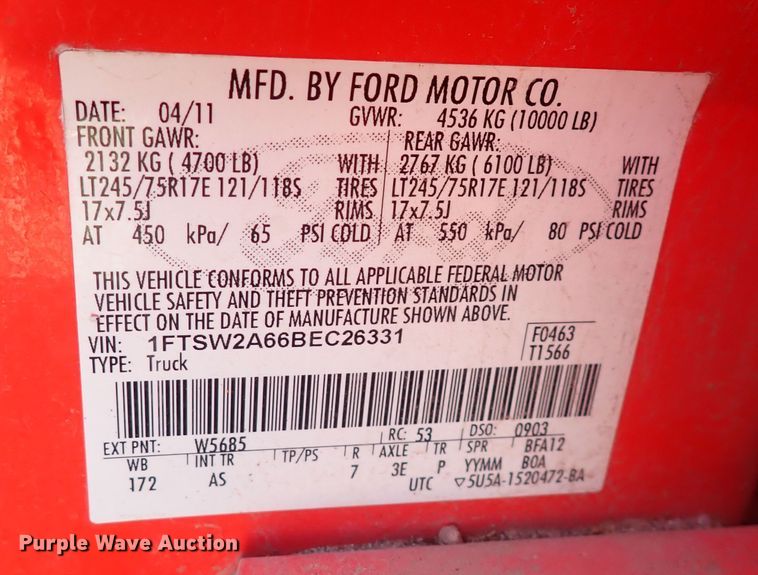 MFD. BY FORD MOTOR CO.
DATE: 04/11 GVWR: 4536 KG (10000 LB)
FRONT GAWR: REAR GAWR:
2132 KG ( 4700 LB) WITH 2767 KG ( 6100 LB) WITH
LT245/75R17E 121/118S TIRES LT245/75R17E 121/118S TIRES
17x7.5J RIMS 17x7.5J RIMS
AT 450 kPa/ 65 PSI COLD AT 550 kPa/ 80 PSI COLD
THIS VEHICLE CONFORMS TO ALL APPLICABLE FEDERAL MOTOR
VEHICLE SAFETY AND THEFT PREVENTION STANDARDS IN
EFFECT ON THE DATE OF MANUFACTURE SHOWN ABOVE.
VIN: 1FTSW2A66BEC26331 F0463
TYPE: Truck T1566
EXT PNT: W5685 RC: 53 DSO: 0903
WB INT TR TP/PS R AXLE TR SPR BFA12
172 AS 7 3E P YYMM BOA
UTC ▽5U5A-1520472-BA
Purple Wave Auction